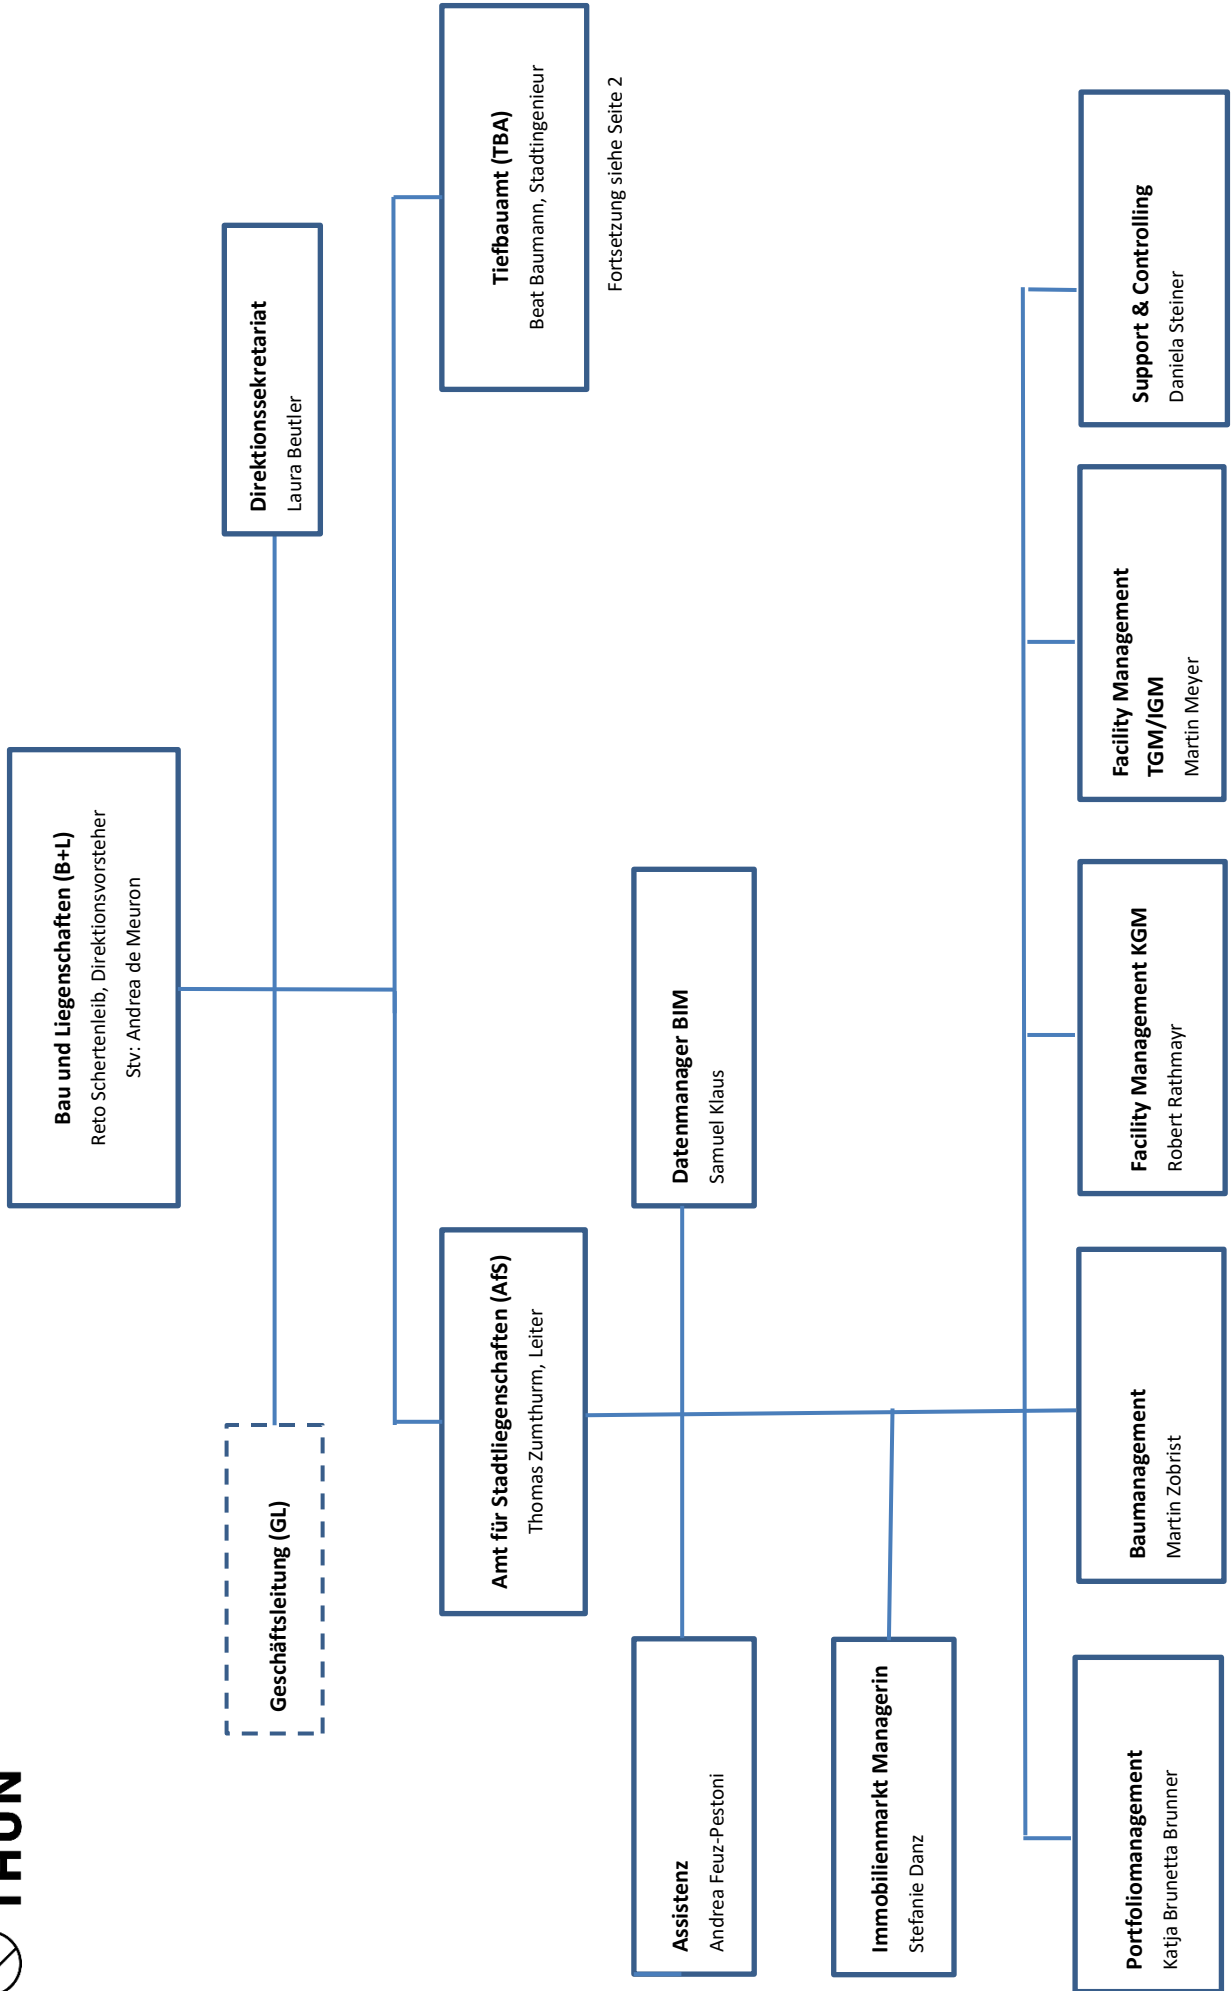 THUN
Bau und Liegenschaften (B+L)
Reto Schertenleib, Direktionsvorsteher
Stv: Andrea de Meuron
Geschäftsleitung (GL)
Direktionssekretariat
Laura Beutler
Amt für Stadtliegenschaften (AfS)
Thomas Zumthurm, Leiter
Tiefbauamt (TBA)
Beat Baumann, Stadtingenieur
Fortsetzung siehe Seite 2
Assistenz
Andrea Feuz-Pestoni
Datenmanager BIM
Samuel Klaus
Immobilienmarkt Managerin
Stefanie Danz
Portfoliomanagement
Katja Brunetta Brunner
Baumanagement
Martin Zobrist
Facility Management KGM
Robert Rathmayr
Facility Management
TGM/IGM
Martin Meyer
Support & Controlling
Daniela Steiner